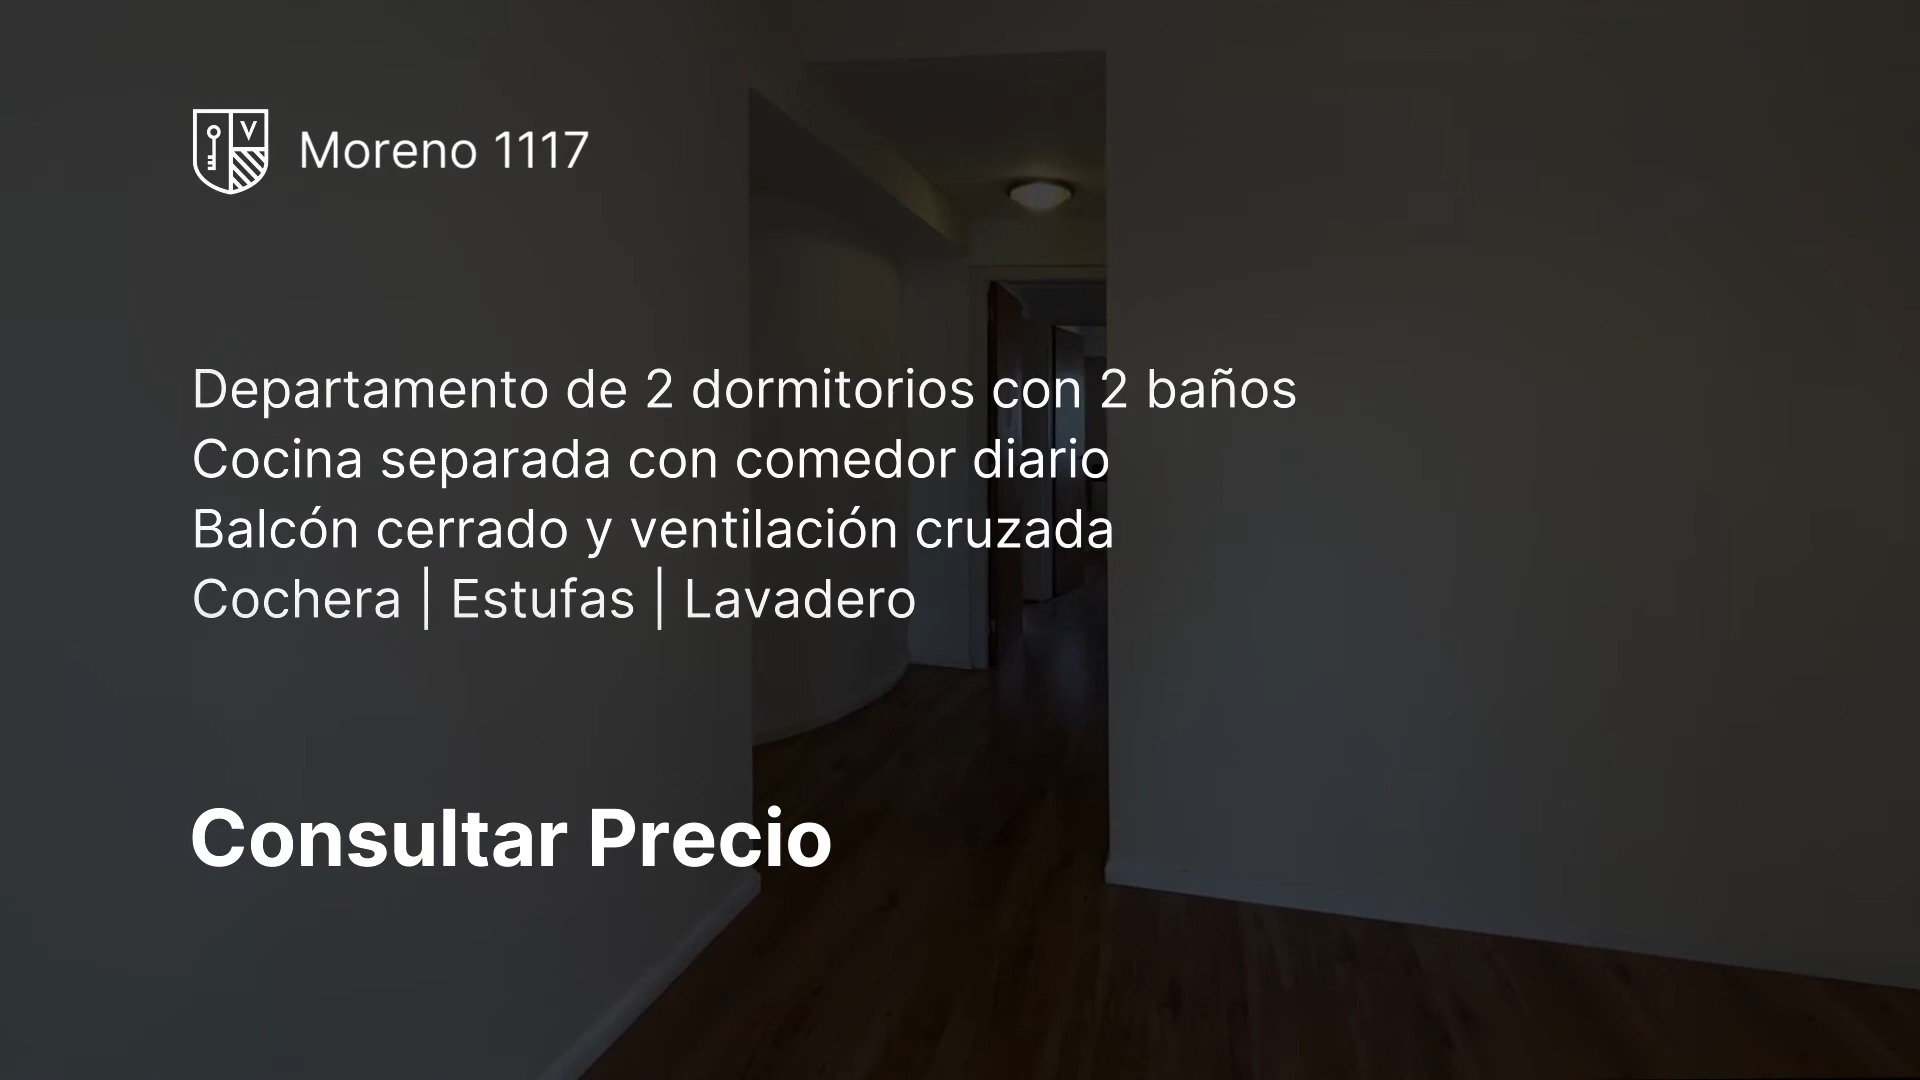 V
Moreno 1117
Departamento de 2 dormitorios con 2 baños
Cocina separada con comedor diario
Balcón cerrado y ventilación cruzada
Cochera | Estufas | Lavadero
Consultar Precio